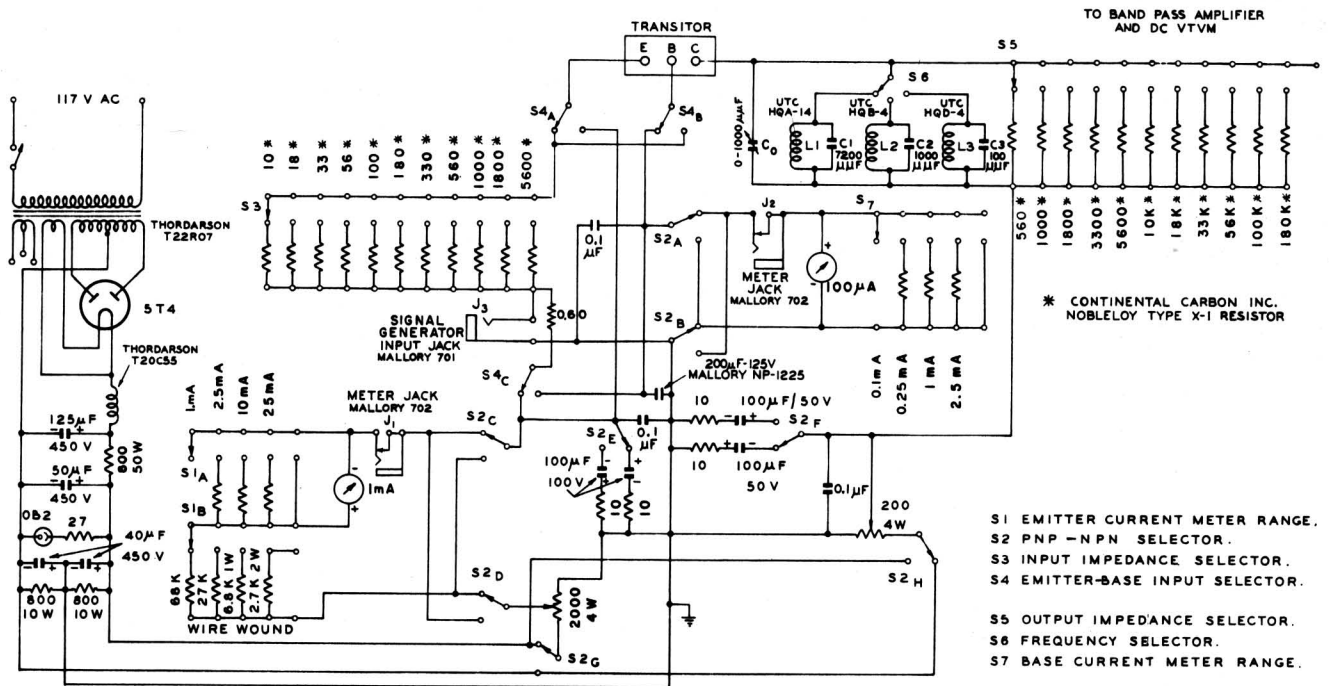 TRANSITOR
E B C
TO BAND PASS AMPLIFIER
AND DC VTVM
S5
S6
117 V AC
S4A
S4B
UTC
HQA-14
UTC
HQB-4
UTC
HQD-4
0-1000µµF
C0
L1
C1
7200
µµF
L2
C2
1000
µµF
L3
C3
100
µµF
10*
18*
33*
56*
100*
180*
330*
560*
1000*
1800*
5600*
S3
THORDARSON
T22R07
5T4
THORDARSON
T20C55
0.1
µF
S2A
J2
S7
METER
JACK
MALLORY 702
+
-
100µA
560*
1000*
1800*
3300*
5600*
10K*
18K*
33K*
56K*
100K*
180K*
* CONTINENTAL CARBON INC.
NOBLELOY TYPE X-1 RESISTOR
J3
SIGNAL
GENERATOR
INPUT JACK
MALLORY 701
0.60
S2B
200µF-125V
MALLORY NP-1225
0.1mA
0.25mA
1mA
2.5mA
S4C
1mA
2.5mA
10mA
25mA
METER JACK
MALLORY 702
J1
S2C
125µF
- +
450 V
800
50W
50µF
- +
450 V
S1A
S1B
-
1mA
+
S2E
0.1
µF
100µF
100V
+
-
10
10
10
- +
100µF/50V
S2F
10
+ -
100µF
50V
0.1µF
200
4W
OB2
27
40µF
450 V
- +
- +
800
10W
800
10W
68K
27K
6.8K 1W
2.7K 2W
WIRE WOUND
S2D
2000
4W
S2G
S2H
S1 EMITTER CURRENT METER RANGE.
S2 PNP-NPN SELECTOR.
S3 INPUT IMPEDANCE SELECTOR.
S4 EMITTER-BASE INPUT SELECTOR.
S5 OUTPUT IMPEDANCE SELECTOR.
S6 FREQUENCY SELECTOR.
S7 BASE CURRENT METER RANGE.